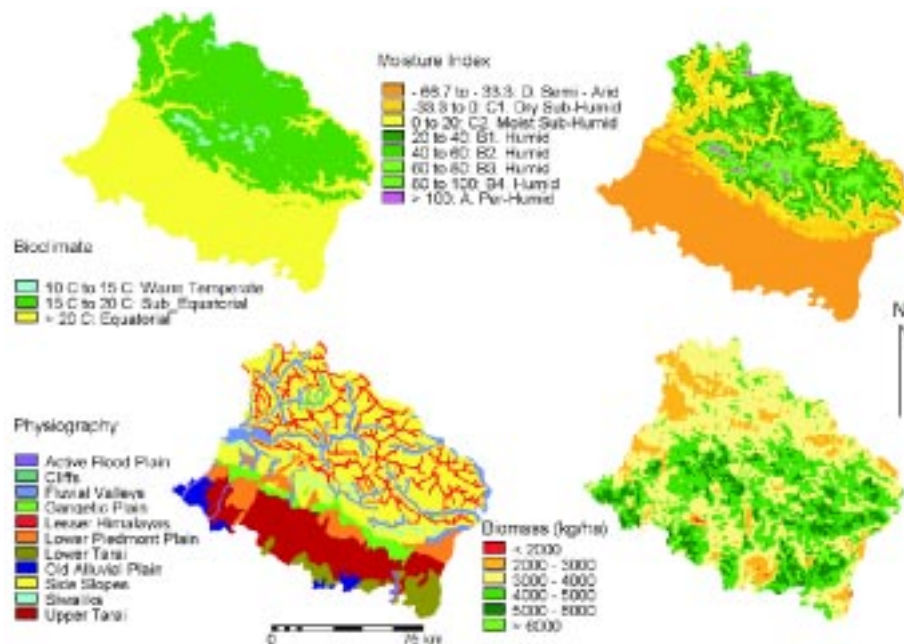 Moisture Index
-66.7 to -33.3: D. Semi - Arid
-33.3 to 0: C1. Dry Sub-Humid
0 to 20: C2. Moist Sub-Humid
20 to 40: B1. Humid
40 to 60: B2. Humid
60 to 80: B3. Humid
80 to 100: B4. Humid
> 100: A. Per-Humid
Bioclimate
10 C to 15 C: Warm Temperate
15 C to 20 C: Sub_Equatorial
> 20 C: Equatorial
N
Physiography
Active Flood Plain
Cliffs
Fluvial Valleys
Gangetic Plain
Lesser Himalayas
Lower Piedmont Plain
Lower Tarai
Old Alluvial Plain
Side Slopes
Siwaliks
Upper Tarai
Biomass (kg/ha)
< 2000
2000 - 3000
3000 - 4000
4000 - 5000
5000 - 6000
> 6000
0 75 km